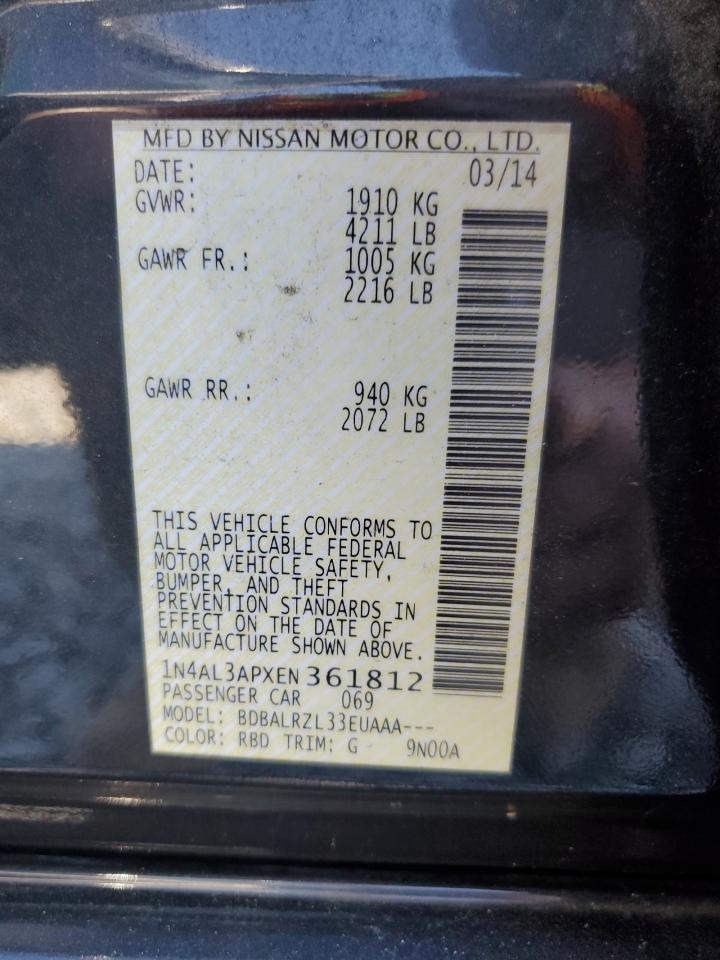 MFD BY NISSAN MOTOR CO., LTD.
DATE: 03/14
GVWR: 1910 KG
4211 LB
GAWR FR.: 1005 KG
2216 LB
GAWR RR.: 940 KG
2072 LB
THIS VEHICLE CONFORMS TO
ALL APPLICABLE FEDERAL
MOTOR VEHICLE SAFETY,
BUMPER, AND THEFT
PREVENTION STANDARDS IN
EFFECT ON THE DATE OF
MANUFACTURE SHOWN ABOVE.
1N4AL3APXEN361812
PASSENGER CAR 069
MODEL: BDBALRZL33EUAAA---
COLOR: RBD TRIM: G 9N00A